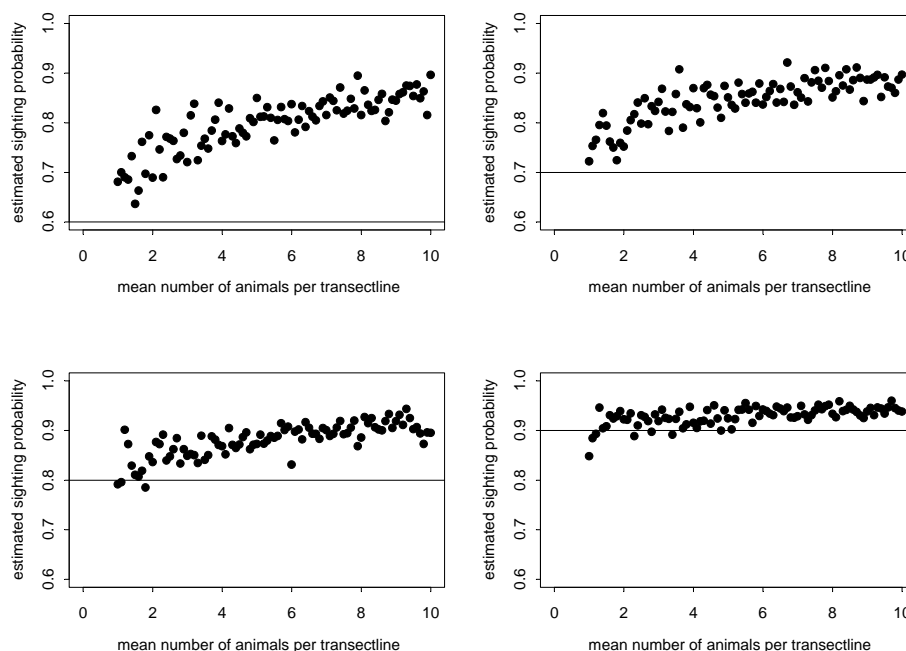 estimated sighting probability
0.6 0.7 0.8 0.9 1.0
0 2 4 6 8 10
mean number of animals per transectline
estimated sighting probability
0.6 0.7 0.8 0.9 1.0
0 2 4 6 8 10
mean number of animals per transectline
estimated sighting probability
0.6 0.7 0.8 0.9 1.0
0 2 4 6 8 10
mean number of animals per transectline
estimated sighting probability
0.6 0.7 0.8 0.9 1.0
0 2 4 6 8 10
mean number of animals per transectline